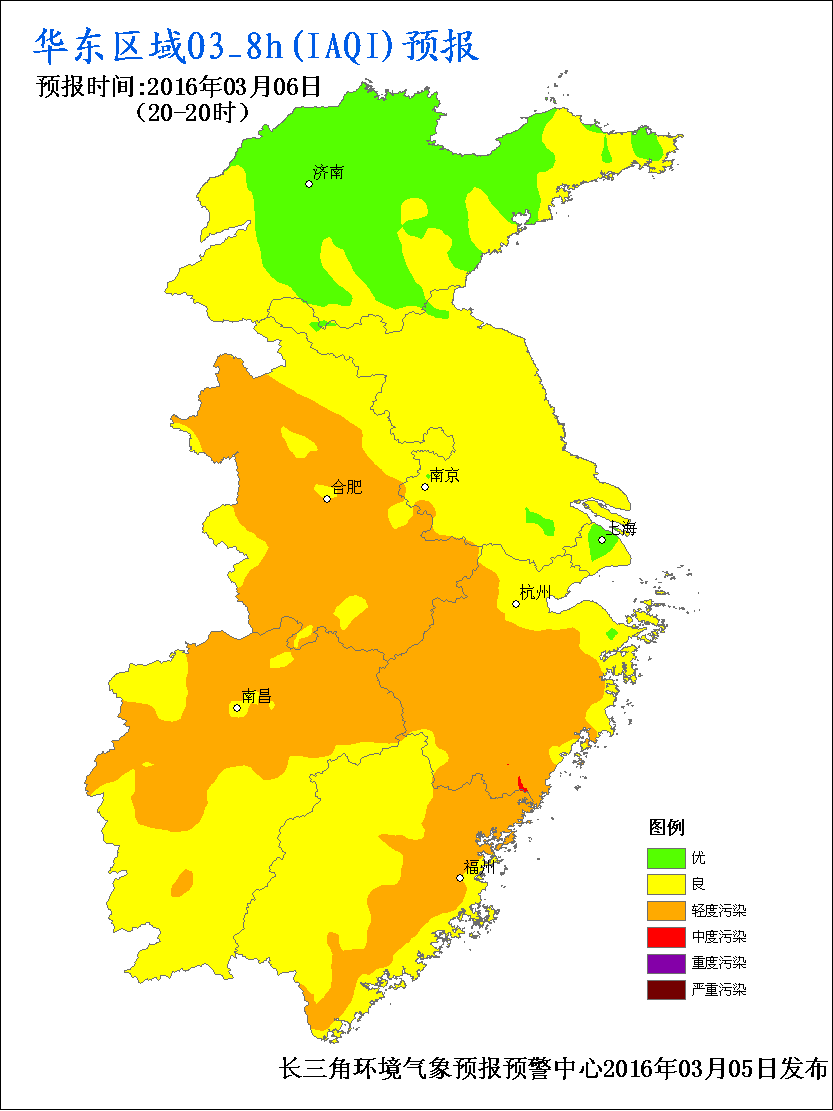 华东区域O3_8h(IAQI)预报
预报时间:2016年03月06日
(20-20时)
济南
南京
合肥
上海
杭州
南昌
福州
图例
优
良
轻度污染
中度污染
重度污染
严重污染
长三角环境气象预报预警中心2016年03月05日发布